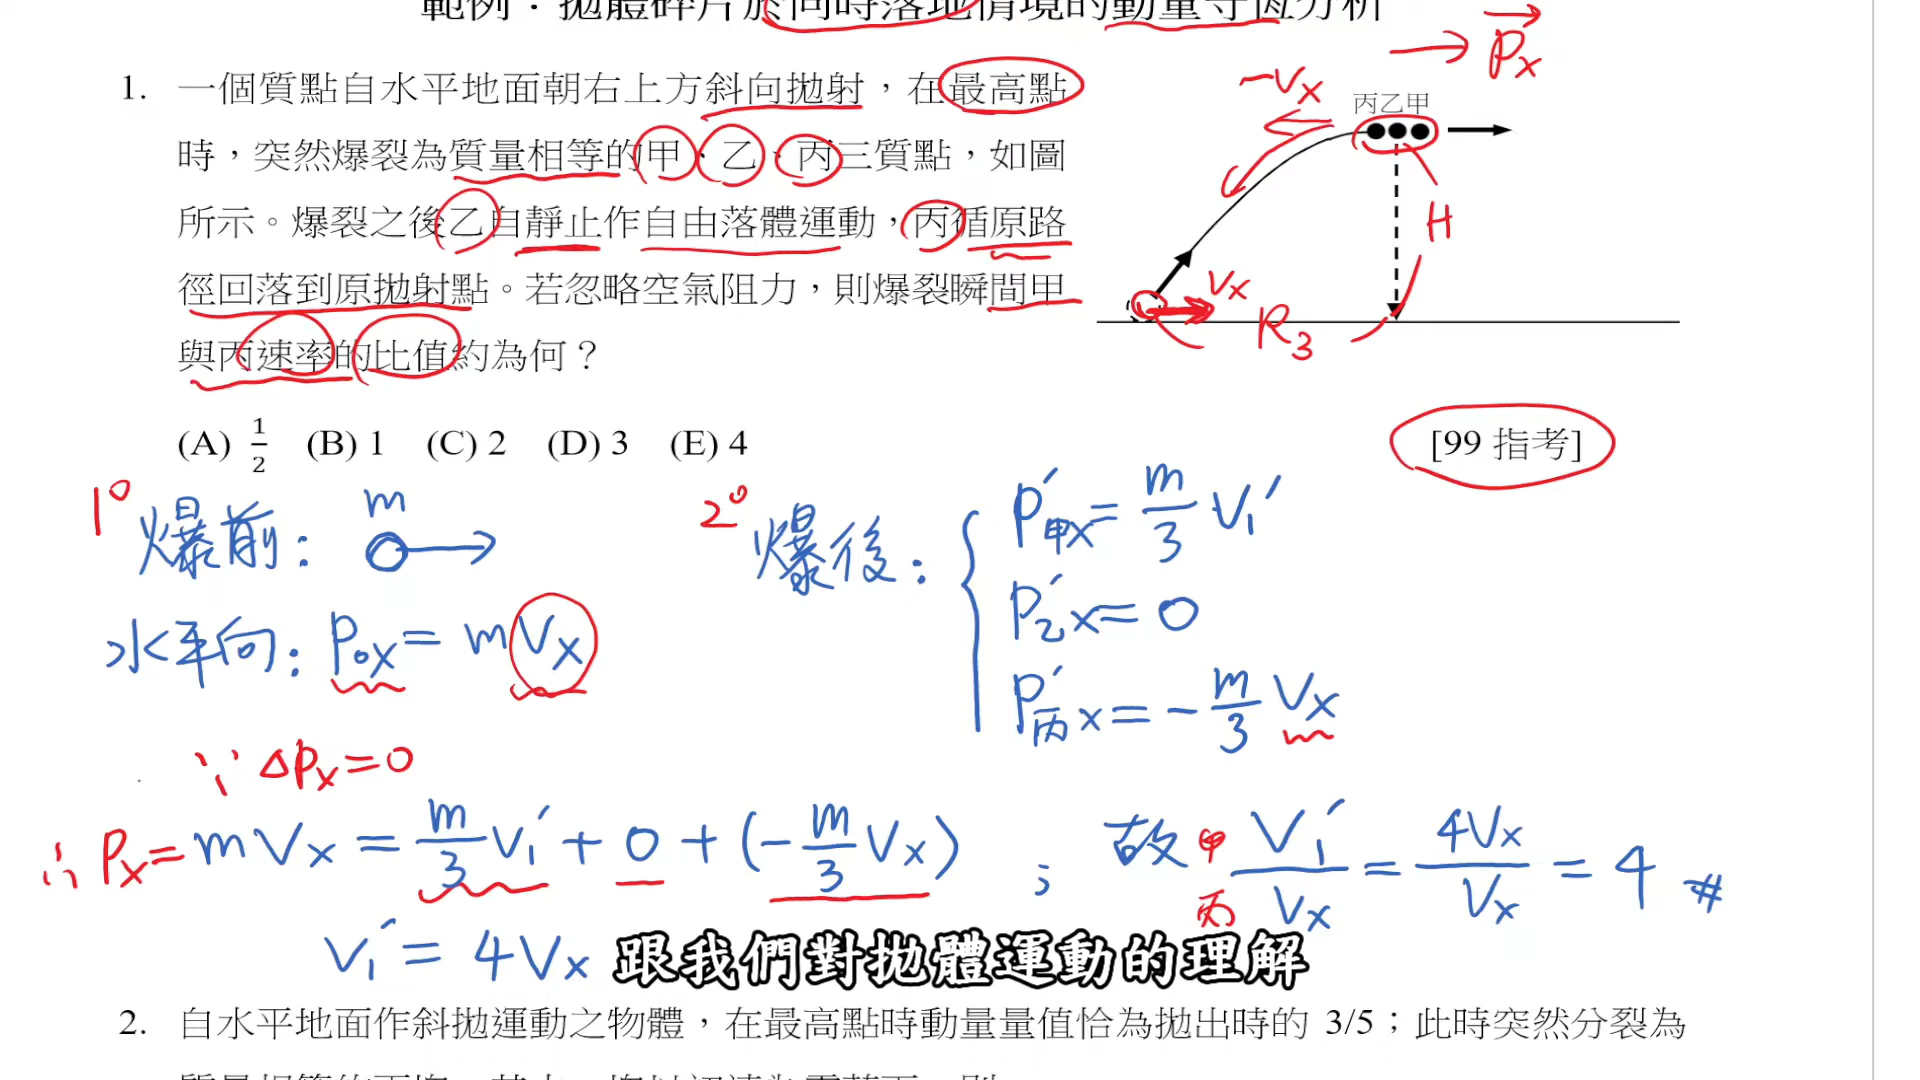 範例：拋體碎片於同時落地情境的動量守恆分析
1. 一個質點自水平地面朝右上方斜向拋射，在最高點
時，突然爆裂為質量相等的甲、乙、丙三質點，如圖
所示。爆裂之後乙自靜止作自由落體運動，丙循原路
徑回落到原拋射點。若忽略空氣阻力，則爆裂瞬間甲
與丙速率的比值約為何？
(A) 1/2 (B) 1 (C) 2 (D) 3 (E) 4
[99 指考]
→ Px
-Vx
丙乙甲
H
Vx
R3
1° 爆前： m
水平向： Pox = mVx
2° 爆後：
P'甲x = m/3 V1'
P'乙x = 0
P'丙x = - m/3 Vx
∵ ΔPx = 0
∴ Px = mVx = m/3 V1' + 0 + (- m/3 Vx) ;
V1' = 4Vx
故 甲/丙 V1'/Vx = 4Vx/Vx = 4 #
跟我們對拋體運動的理解
2. 自水平地面作斜拋運動之物體，在最高點時動量量值恰為拋出時的 3/5；此時突然分裂為